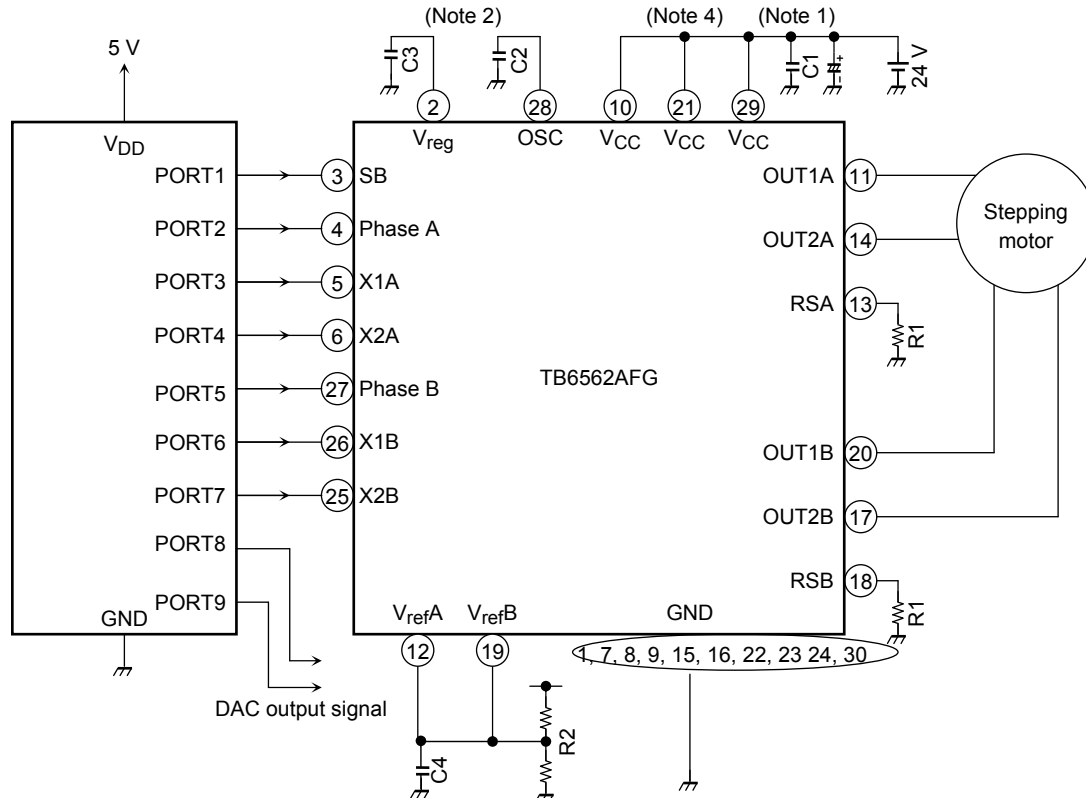 (Note 2) (Note 4) (Note 1)
5 V
C3
C2
C1
+
24 V
2 28 10 21 29
VDD
Vreg OSC VCC VCC VCC
PORT1 3 SB OUT1A 11
PORT2 4 Phase A OUT2A 14
Stepping
motor
PORT3 5 X1A RSA 13
R1
PORT4 6 X2A
TB6562AFG
PORT5 27 Phase B
PORT6 26 X1B OUT1B 20
PORT7 25 X2B OUT2B 17
PORT8
RSB 18
R1
PORT9
GND VrefA VrefB GND
12 19 1, 7, 8, 9, 15, 16, 22, 23 24, 30
DAC output signal
R2
C4